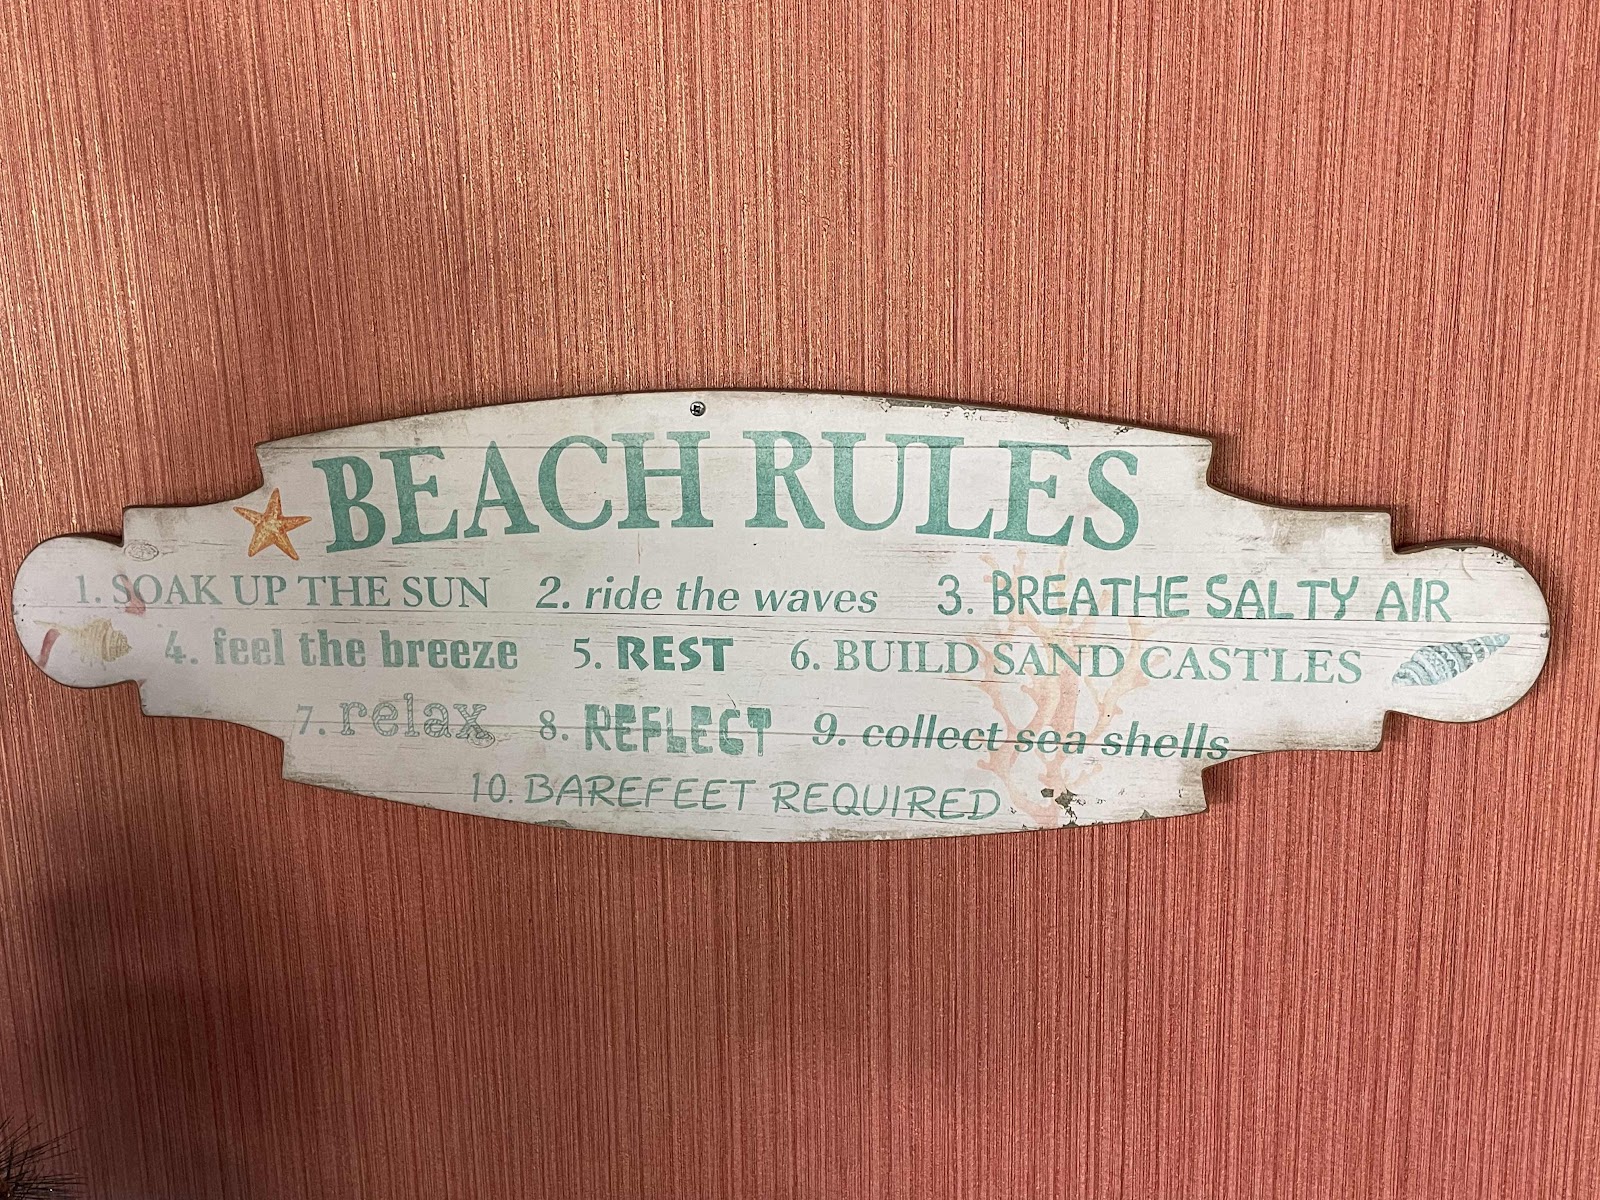 BEACH RULES
1. SOAK UP THE SUN 2. ride the waves 3. BREATHE SALTY AIR
4. feel the breeze 5. REST 6. BUILD SAND CASTLES
7. relax 8. REFLECT 9. collect sea shells
10. BAREFEET REQUIRED